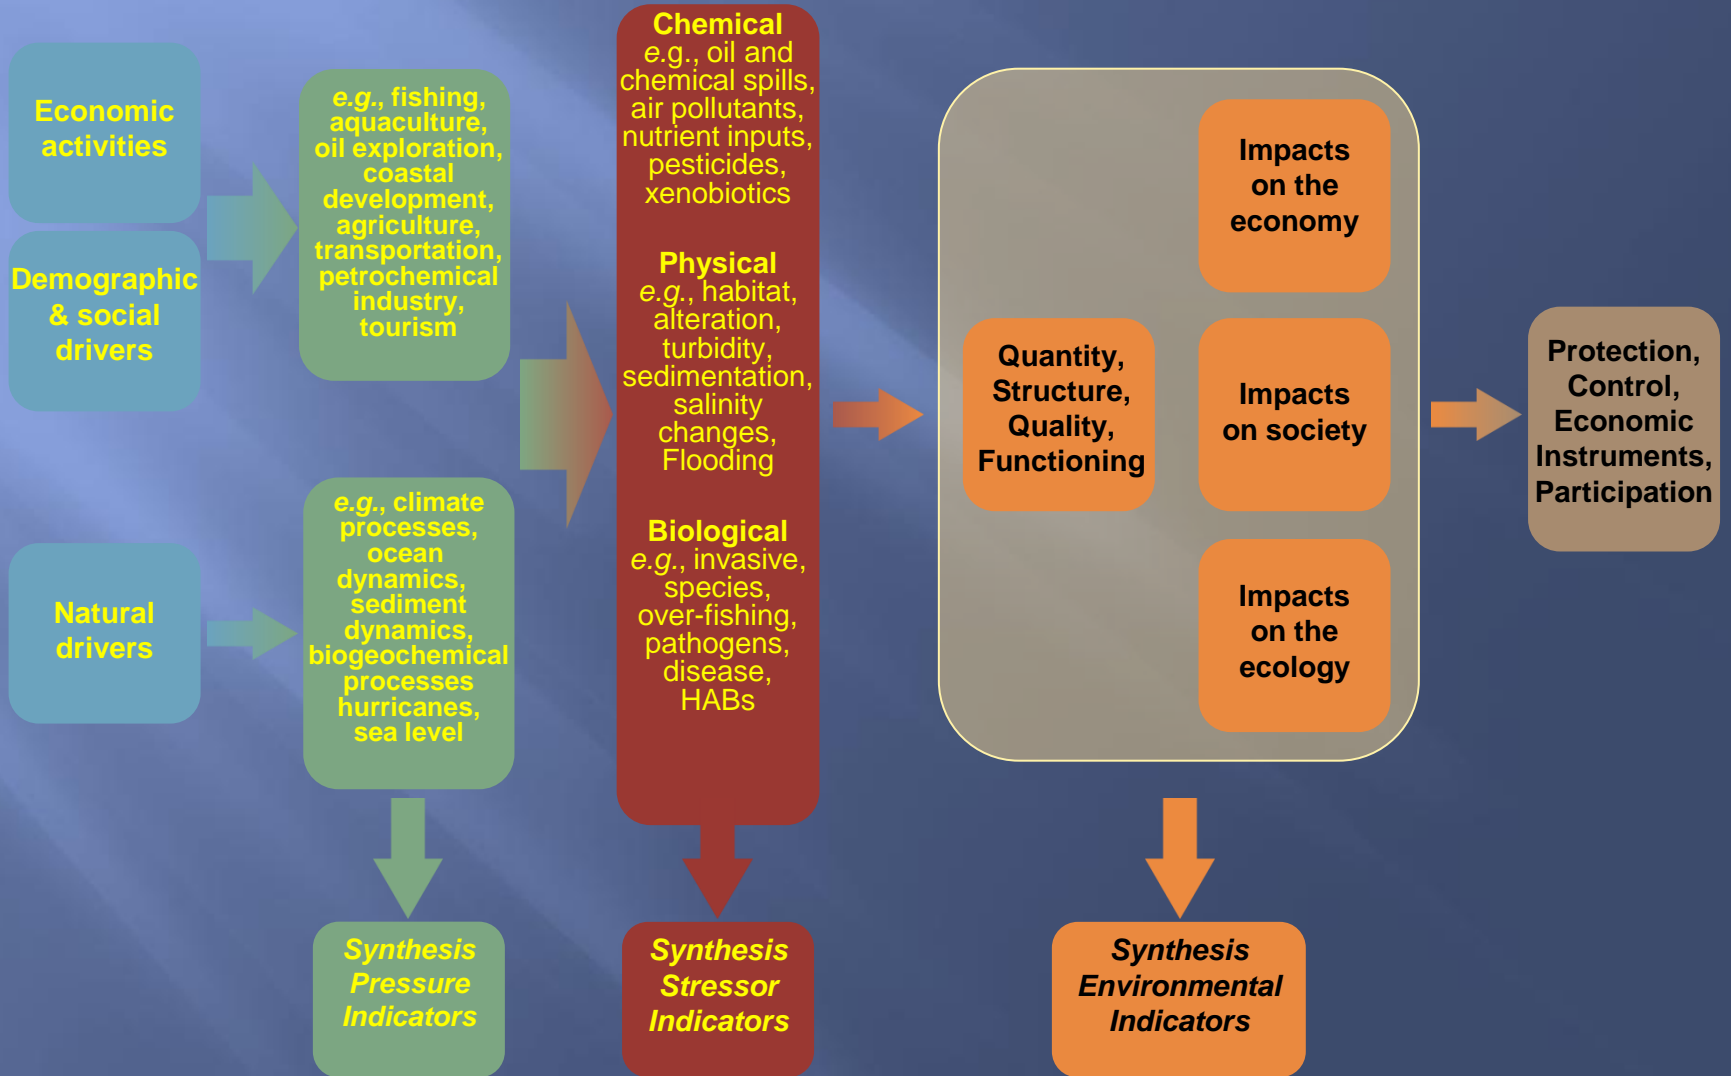 Economic
activities
Demographic
& social
drivers
Natural
drivers
e.g., fishing,
aquaculture,
oil exploration,
coastal
development,
agriculture,
transportation,
petrochemical
industry,
tourism
e.g., climate
processes,
ocean
dynamics,
sediment
dynamics,
biogeochemical
processes
hurricanes,
sea level
Chemical
e.g., oil and
chemical spills,
air pollutants,
nutrient inputs,
pesticides,
xenobiotics
Physical
e.g., habitat,
alteration,
turbidity,
sedimentation,
salinity
changes,
Flooding
Biological
e.g., invasive,
species,
over-fishing,
pathogens,
disease,
HABs
Quantity,
Structure,
Quality,
Functioning
Impacts
on the
economy
Impacts
on society
Impacts
on the
ecology
Protection,
Control,
Economic
Instruments,
Participation
Synthesis
Pressure
Indicators
Synthesis
Stressor
Indicators
Synthesis
Environmental
Indicators